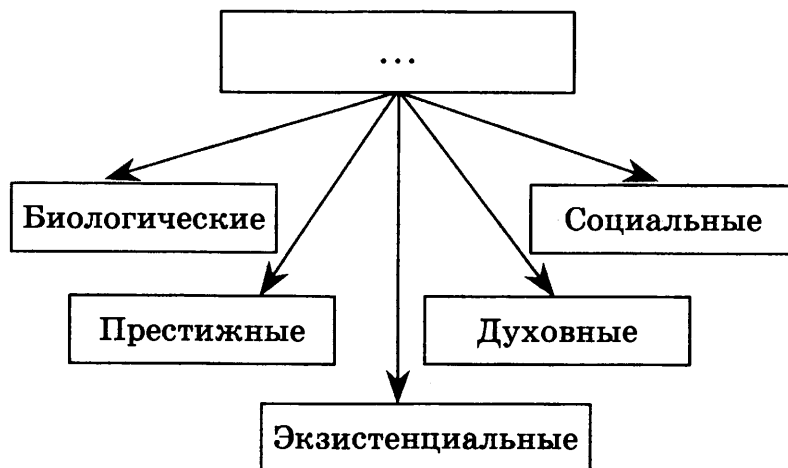 ...
Биологические
Социальные
Престижные
Духовные
Экзистенциальные